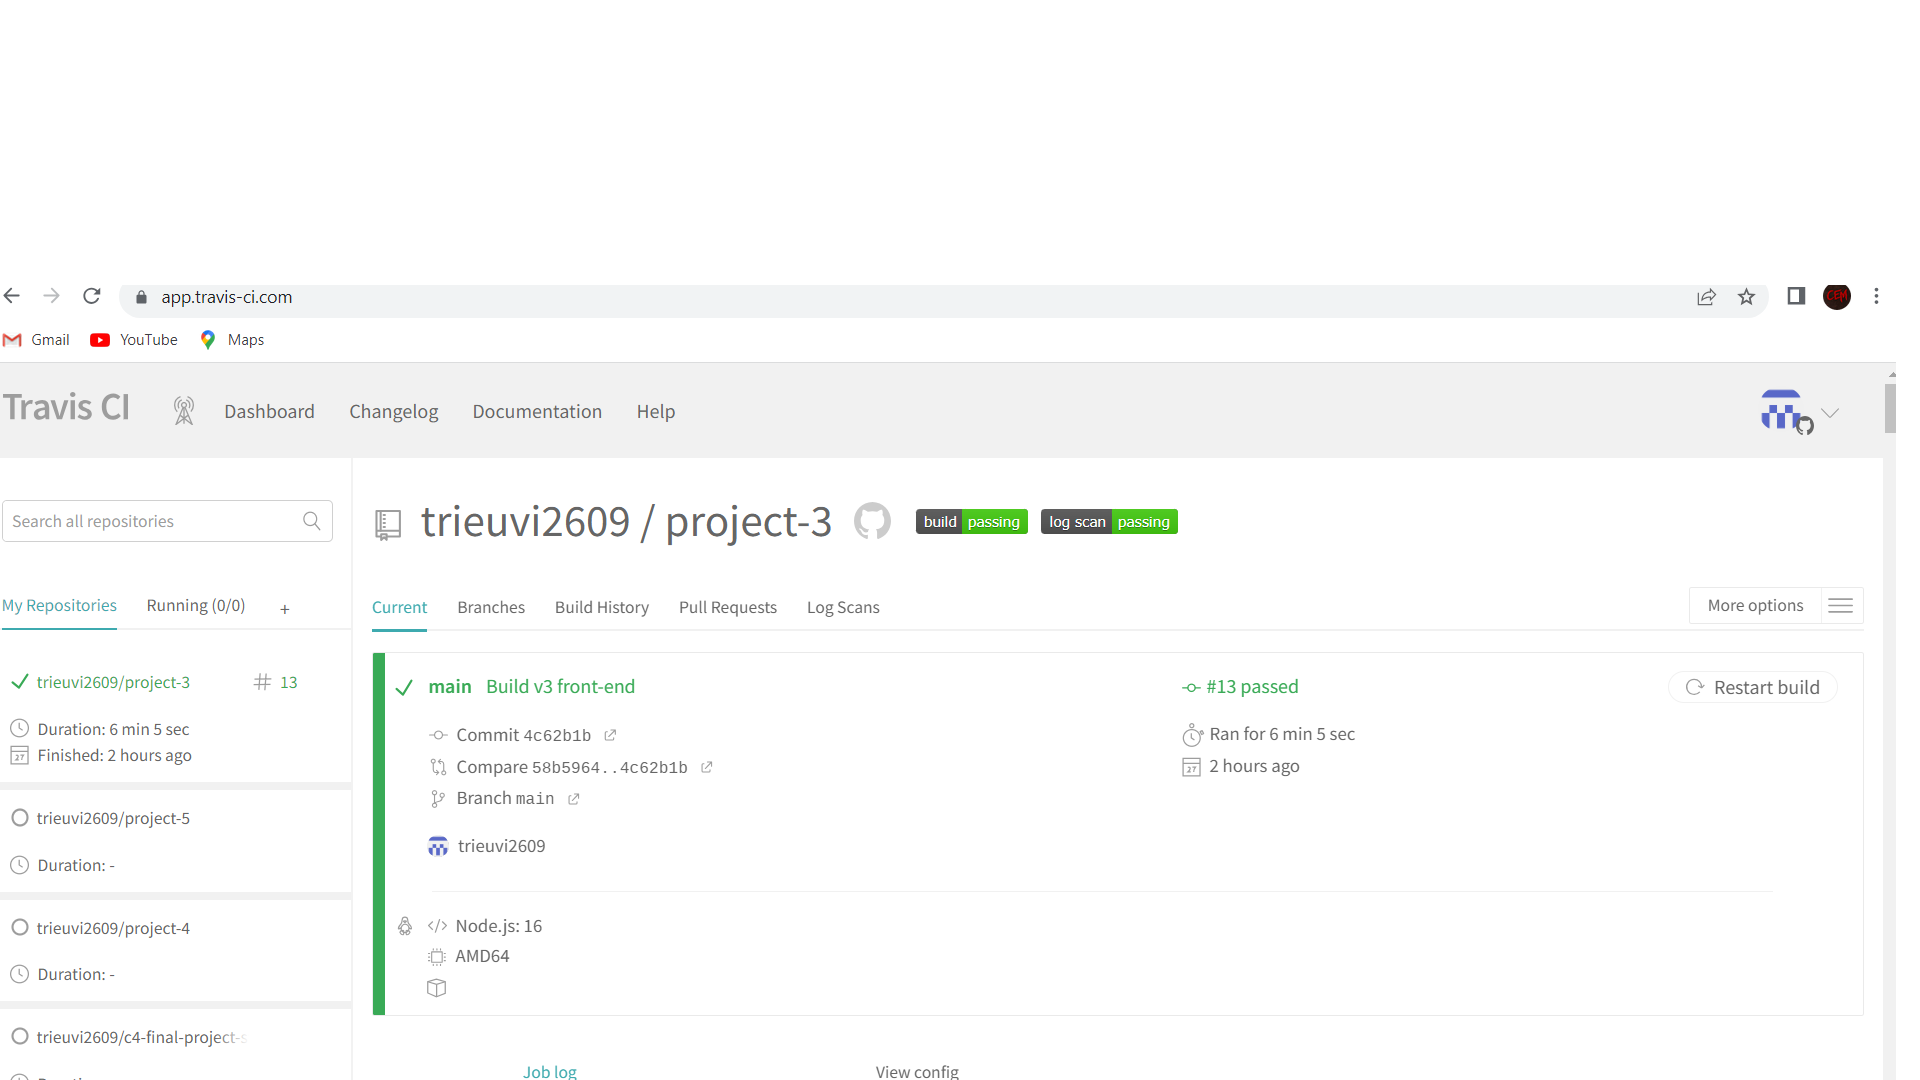 app.travis-ci.com
CEM
Gmail YouTube Maps
Travis CI Dashboard Changelog Documentation Help
Search all repositories
trieuvi2609 / project-3 build passing log scan passing
My Repositories Running (0/0) +
Current Branches Build History Pull Requests Log Scans More options
trieuvi2609/project-3 # 13
Duration: 6 min 5 sec
Finished: 2 hours ago
trieuvi2609/project-5
Duration: -
trieuvi2609/project-4
Duration: -
trieuvi2609/c4-final-project-s
main Build v3 front-end #13 passed Restart build
Commit 4c62b1b Ran for 6 min 5 sec
Compare 58b5964..4c62b1b 27 2 hours ago
Branch main
trieuvi2609
</> Node.js: 16
AMD64
Job log View config